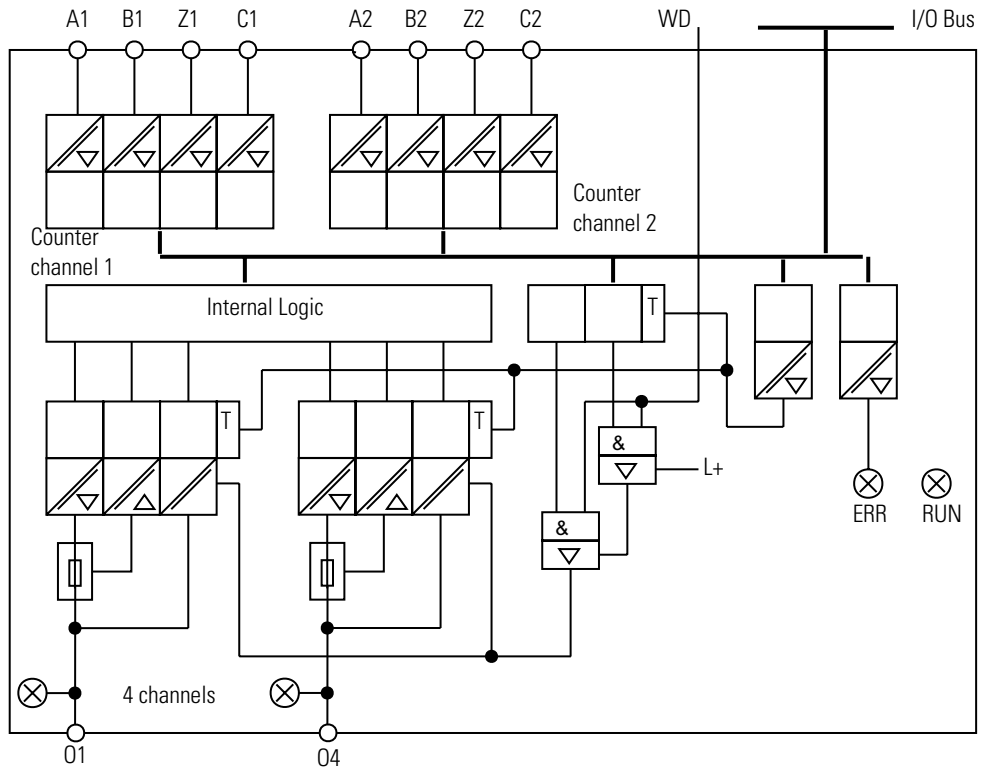 A1 B1 Z1 C1 A2 B2 Z2 C2 WD I/O Bus
Counter
channel 2
Counter
channel 1
Internal Logic
T
T
T
&
L+
&
ERR RUN
4 channels
O1 O4